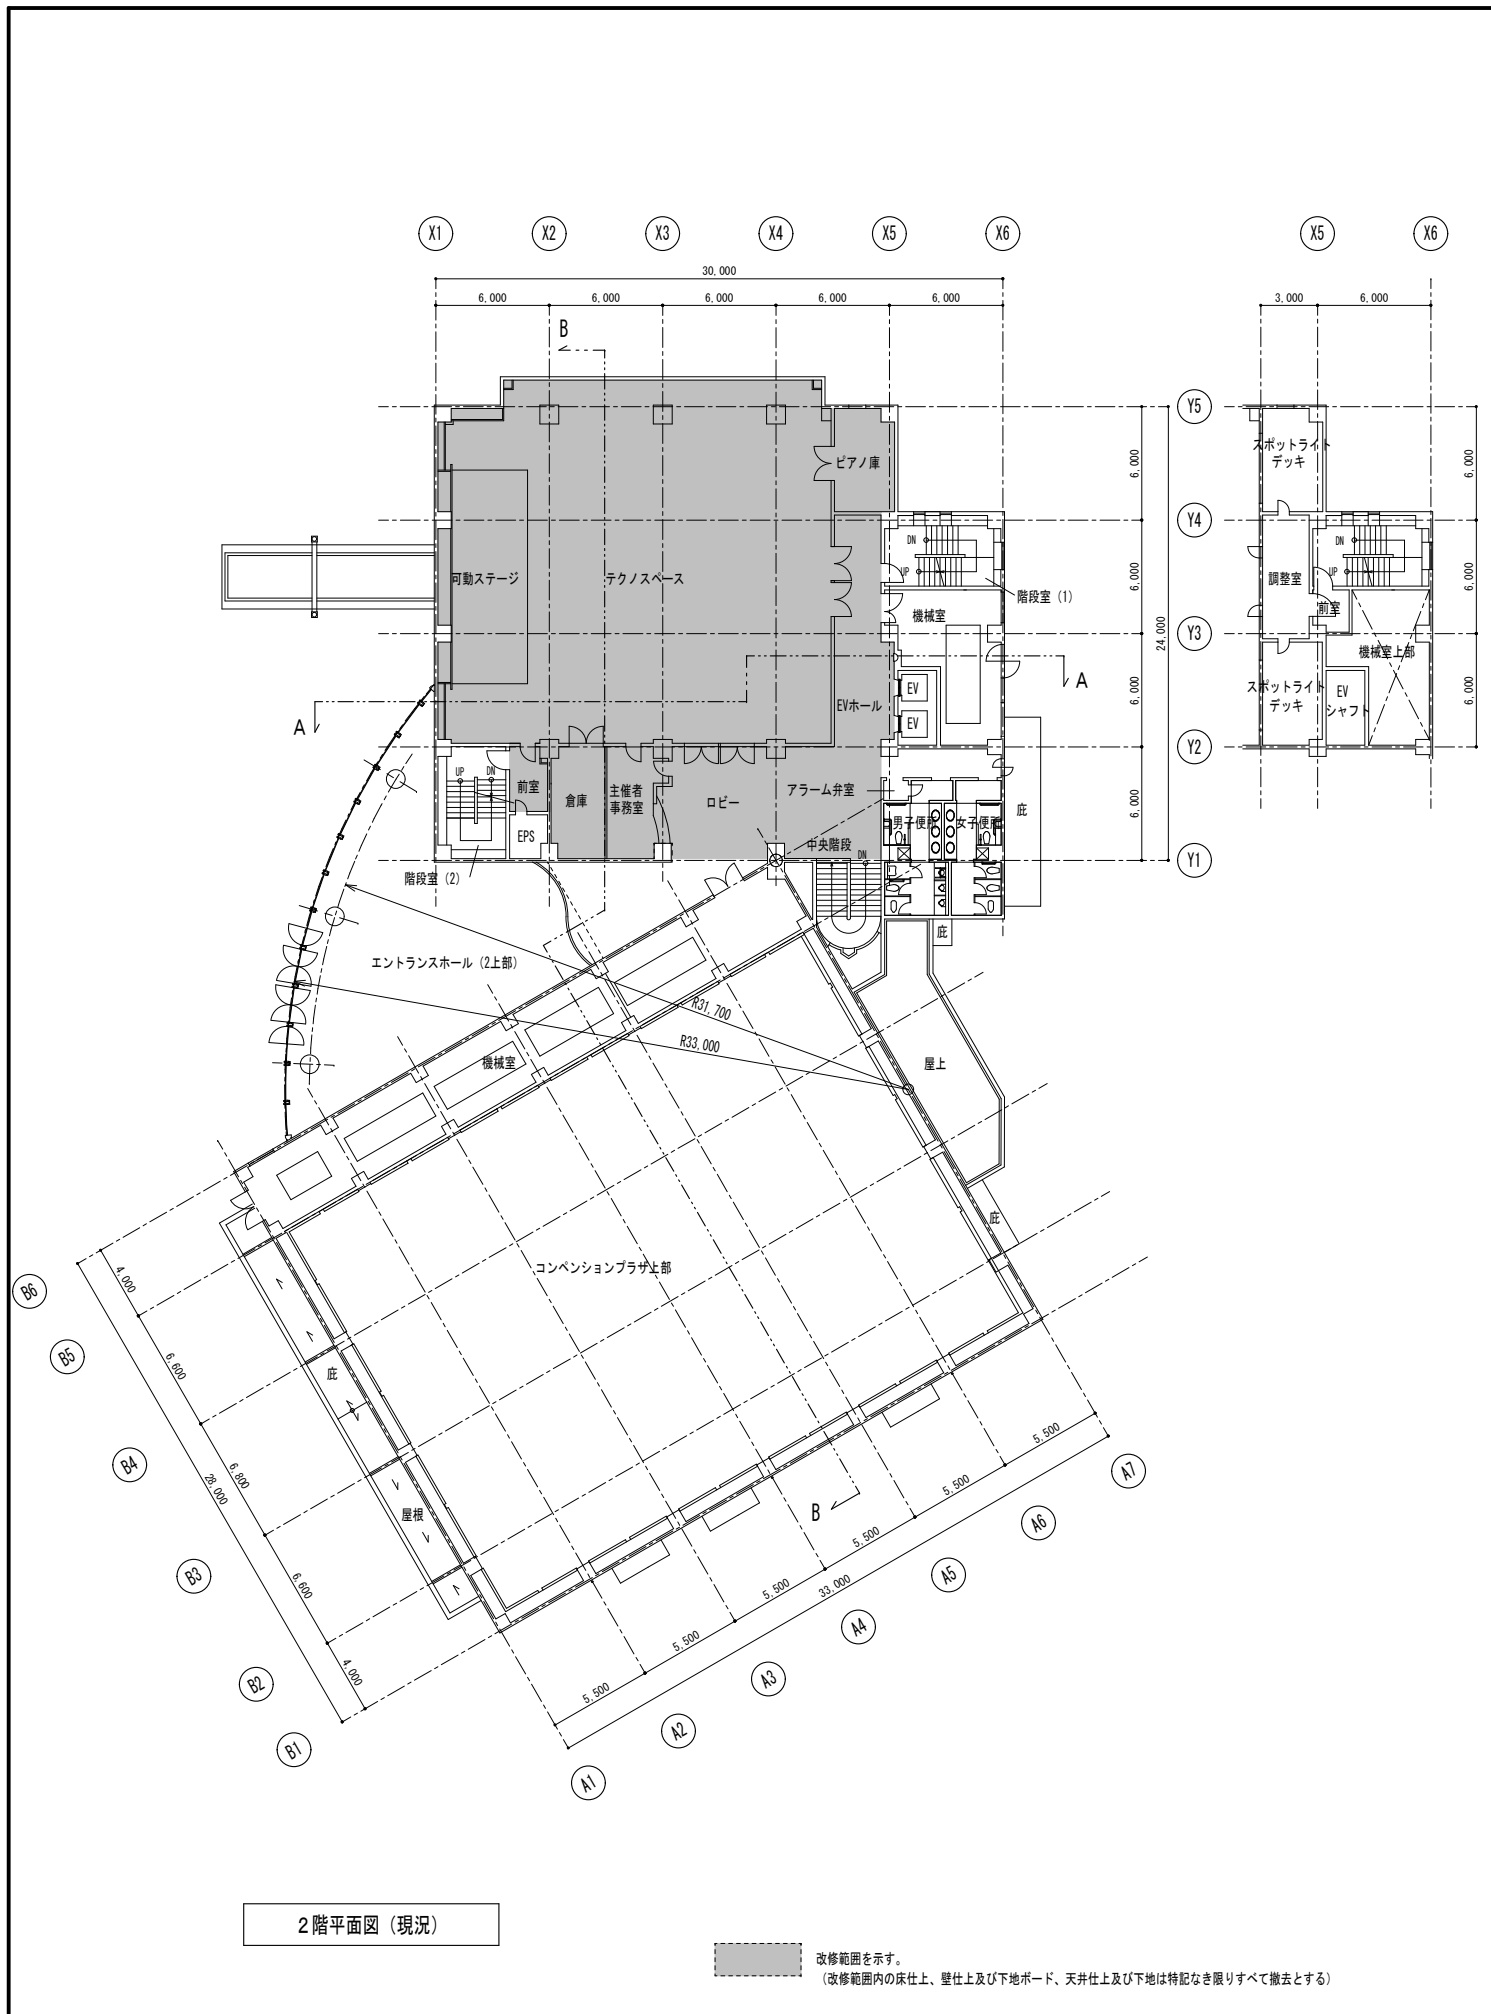 X1 X2 X3 X4 X5 X6 X5 X6
30,000
6,000 6,000 6,000 6,000 6,000 3,000 6,000
B
Y5
スポットライト
デッキ
ピアノ庫
6,000 6,000
Y4
DN DN
UP UP
可動ステージ テクノスペース 調整室
階段室(1)
機械室 前室
6,000 6,000
24,000
Y3
機械室上部
A
EV
EVホール
スポットライト
デッキ
EV
シャフト
6,000 6,000
A
EV
Y2
UP DN
前室
倉庫
主催者
事務室
ロビー
アラーム弁室
庇
6,000
EPS
男子便所 女子便所
中央階段
DN
Y1
階段室(2)
庇
エントランスホール(2上部)
R31,700
R33,000
機械室
屋上
庇
コンベンションプラザ上部
B6
4,000
B5
6,600
庇
B4
6,800
28,000
屋根
B3
6,600
B2
4,000
B1
B
5,500
A7
5,500
A6
5,500
A5
33,000
5,500
A4
5,500
A3
5,500
A2
A1
2階平面図(現況)
改修範囲を示す。
(改修範囲内の床仕上、壁仕上及び下地ボード、天井仕上及び下地は特記なき限りすべて撤去とする)